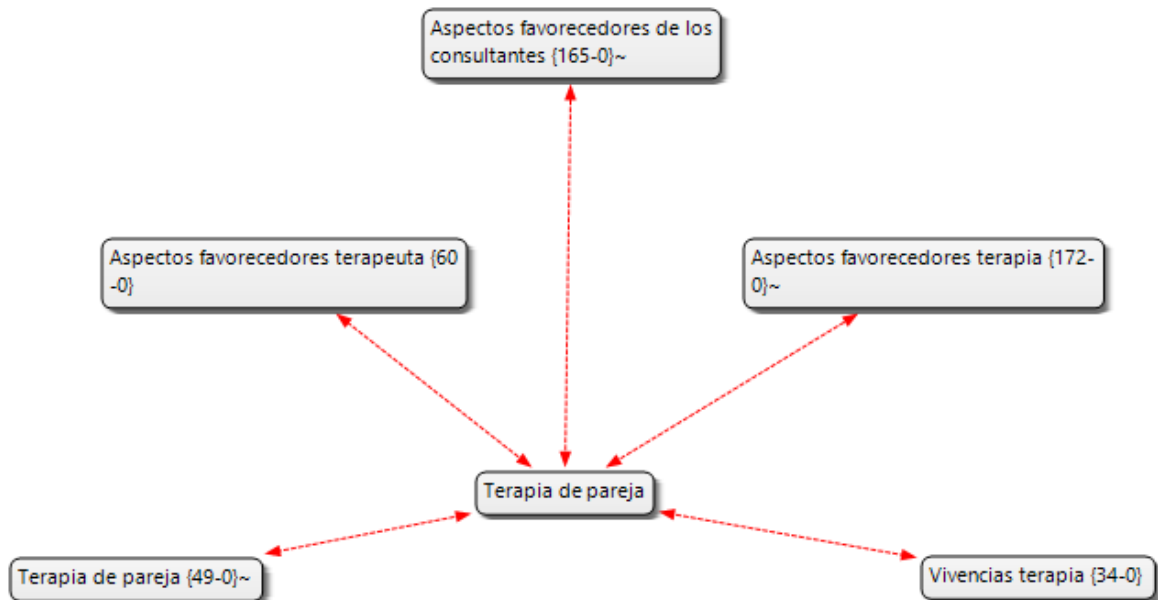 Aspectos favorecedores de los
consultantes {165-0}~
Aspectos favorecedores terapeuta {60
-0}
Aspectos favorecedores terapia {172-
0}~
Terapia de pareja
Terapia de pareja {49-0}~
Vivencias terapia {34-0}